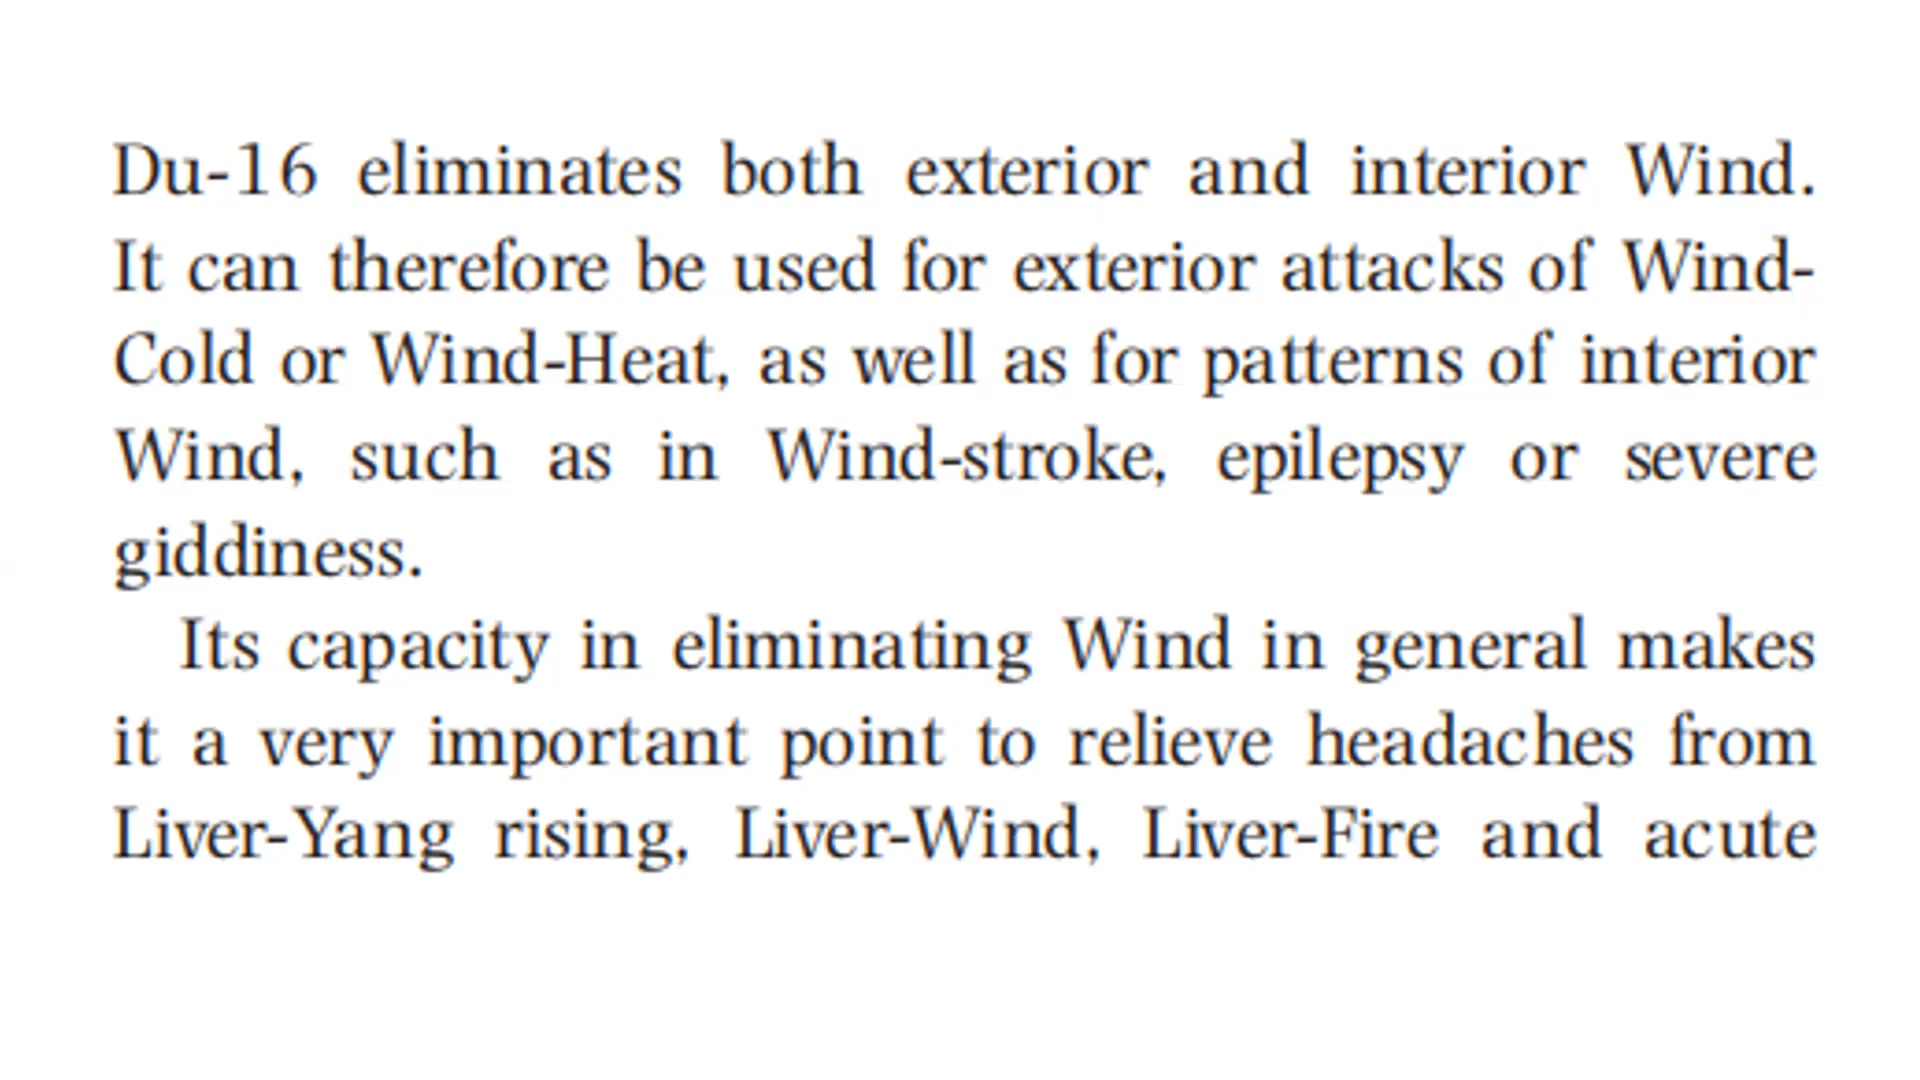 Du-16 eliminates both exterior and interior Wind.
It can therefore be used for exterior attacks of Wind-
Cold or Wind-Heat, as well as for patterns of interior
Wind, such as in Wind-stroke, epilepsy or severe
giddiness.
Its capacity in eliminating Wind in general makes
it a very important point to relieve headaches from
Liver-Yang rising, Liver-Wind, Liver-Fire and acute